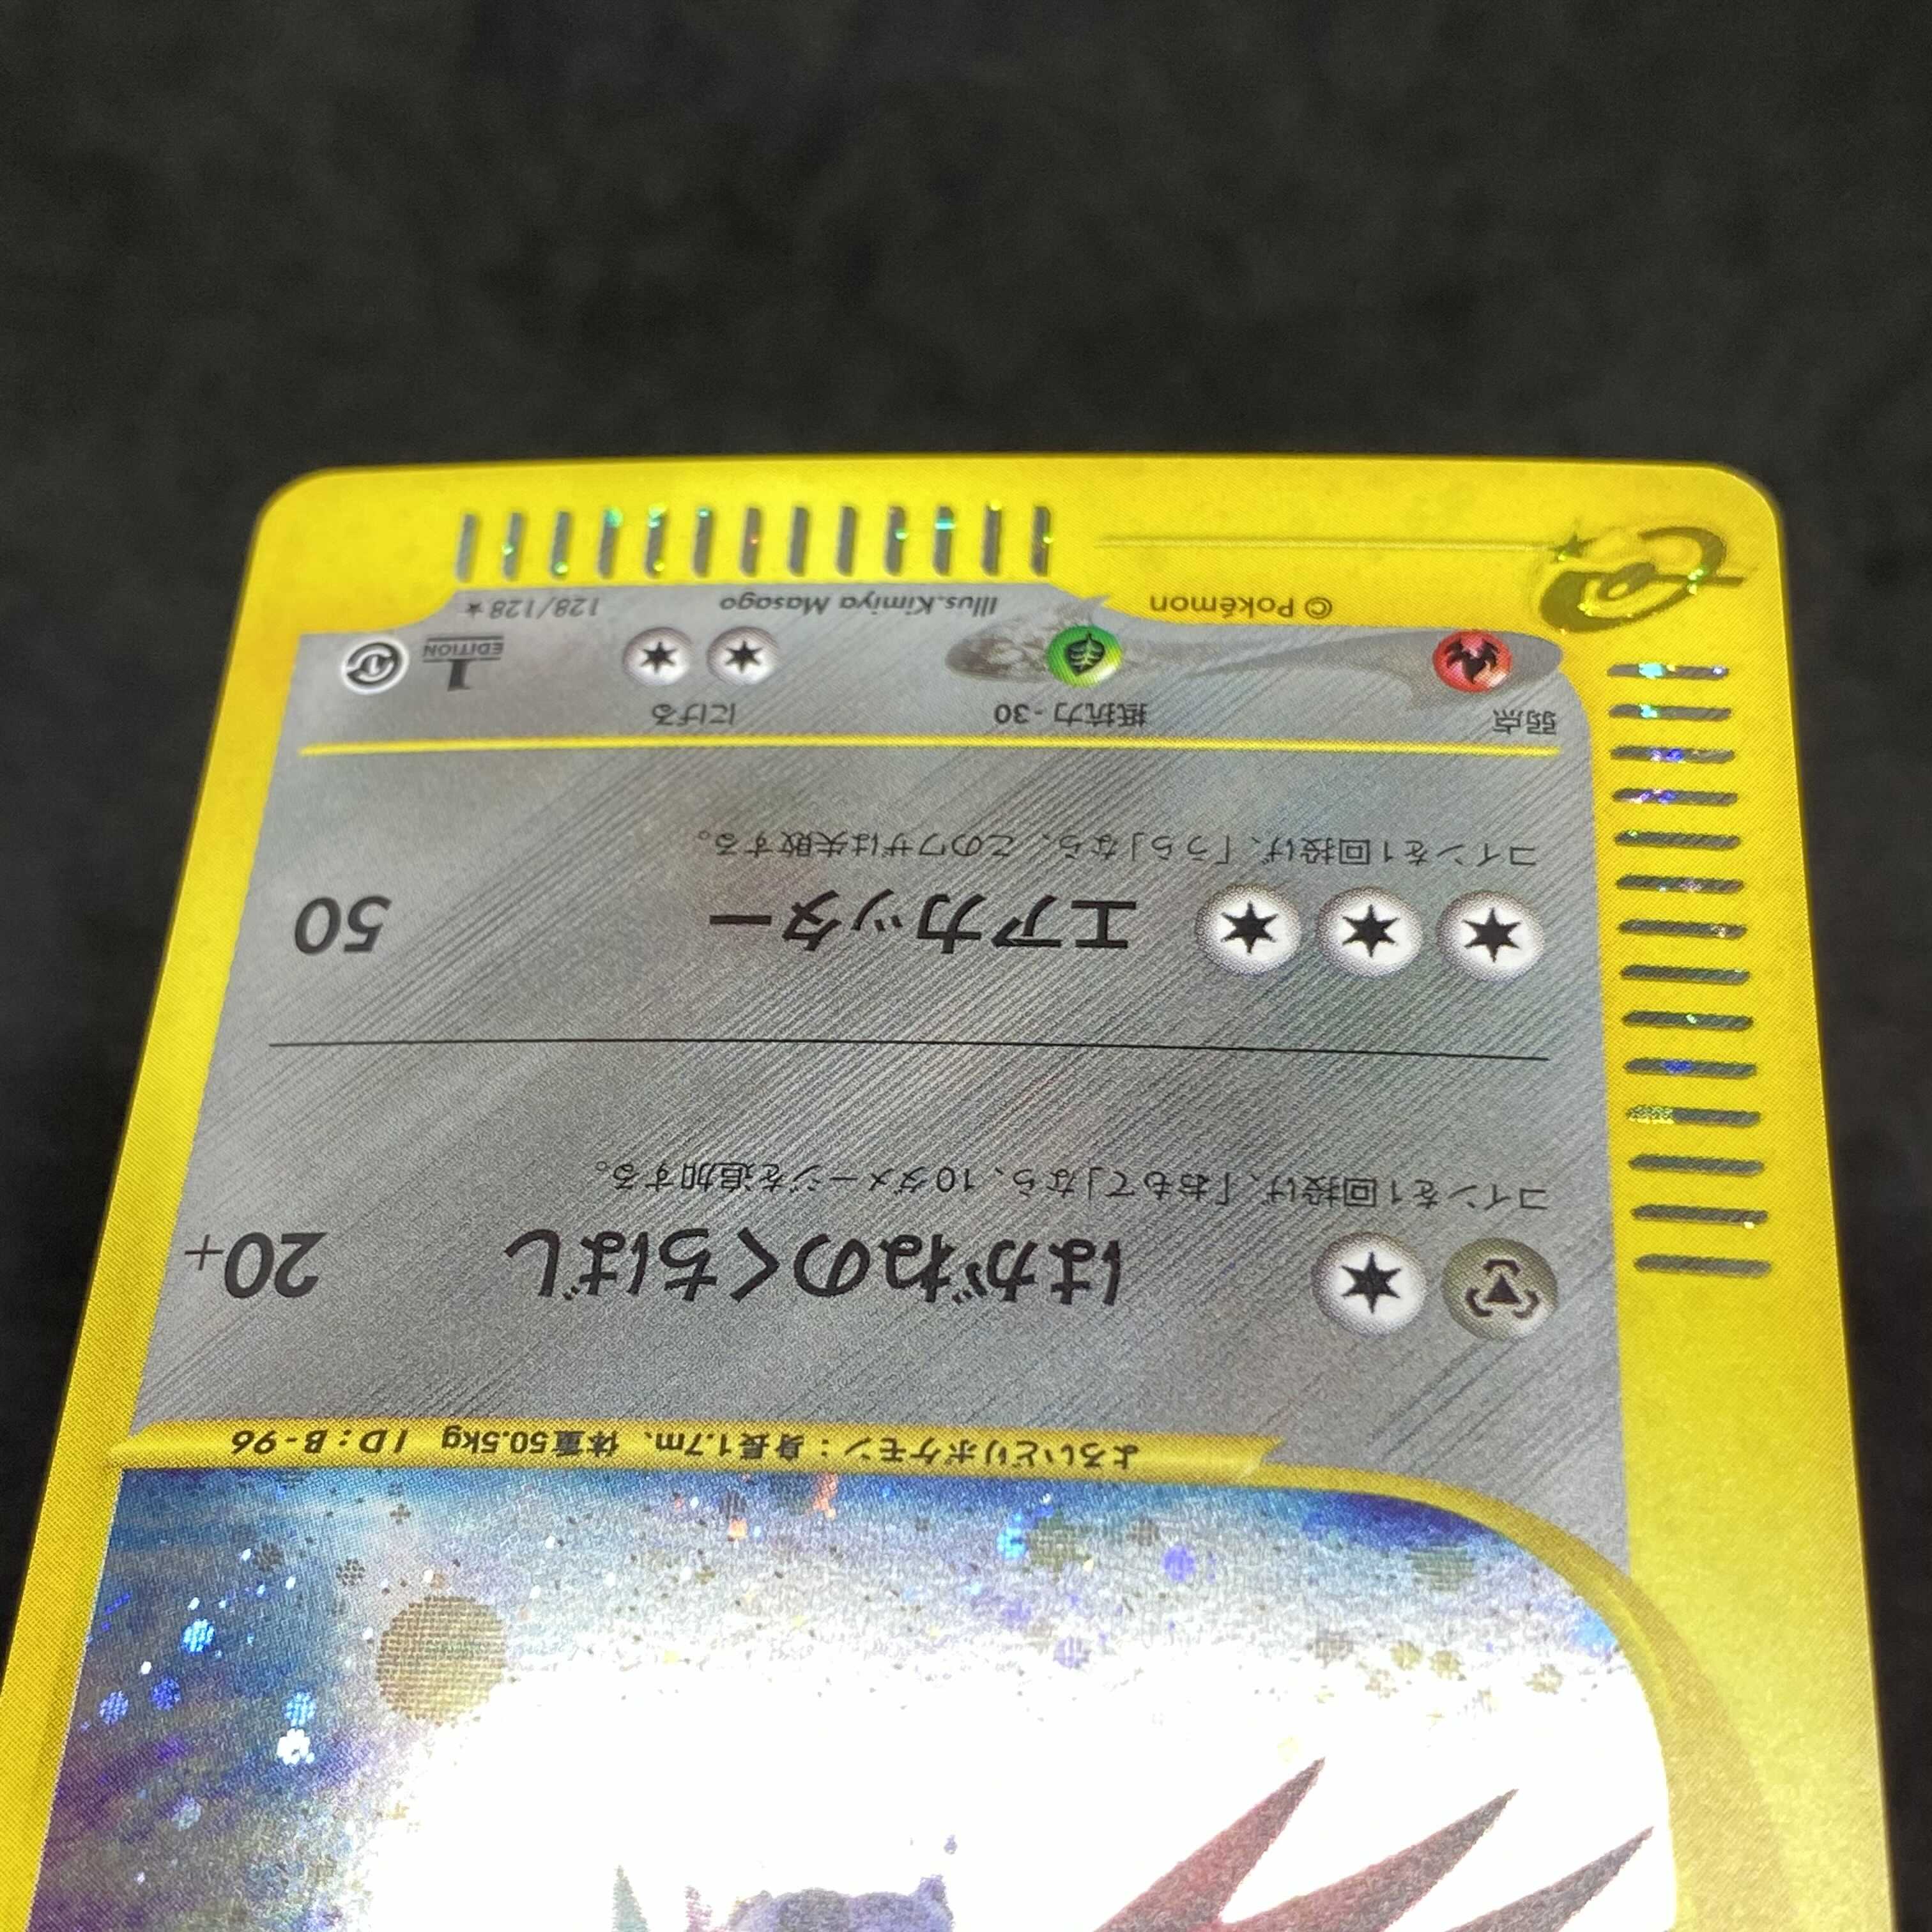 よろいどりポケモン：身長1.7m、体重50.5kg ID:B-96
はがねのくちばし 20+
コインを1回投げ、「おもて」なら、10ダメージを追加する。
エアカッター 50
コインを1回投げ、「うら」なら、このワザは失敗する。
弱点 抵抗力 -30 にげる
1 EDITION
© Pokémon Illus.Kimiya Masago 128/128★
e